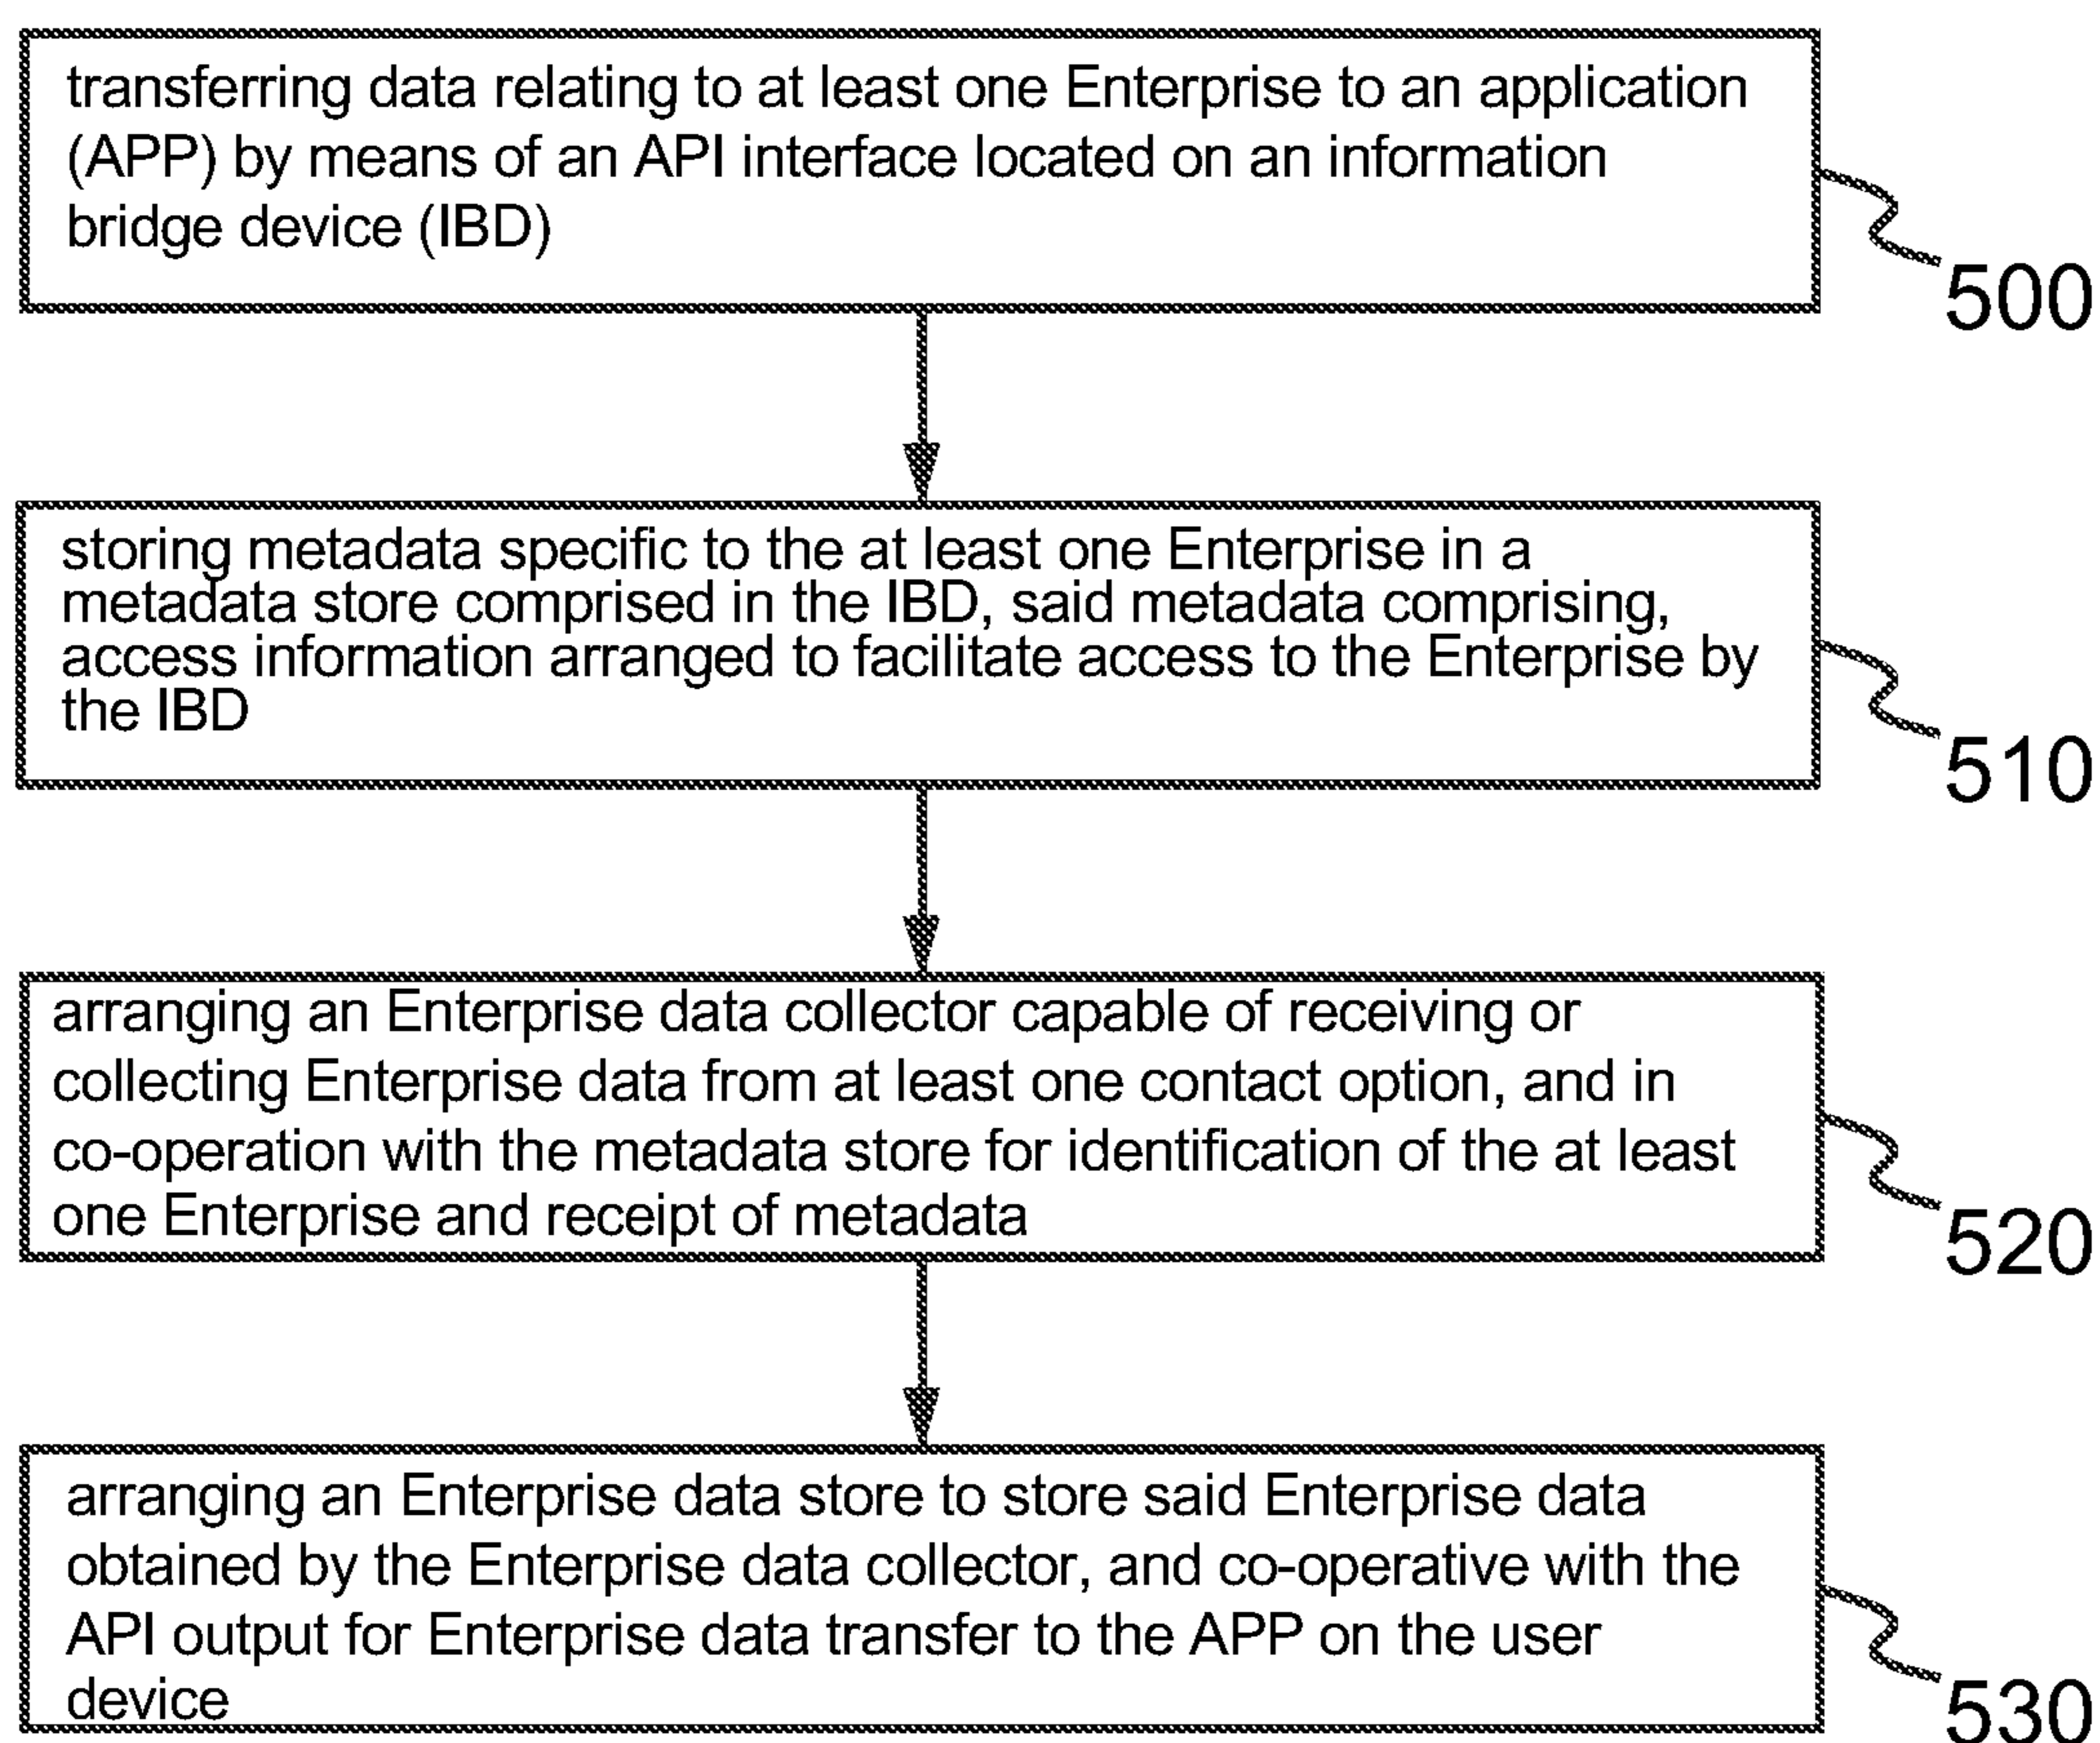 transferring data relating to at least one Enterprise to an application
(APP) by means of an API interface located on an information
bridge device (IBD)
500
storing metadata specific to the at least one Enterprise in a
metadata store comprised in the IBD, said metadata comprising,
access information arranged to facilitate access to the Enterprise by
the IBD
510
arranging an Enterprise data collector capable of receiving or
collecting Enterprise data from at least one contact option, and in
co-operation with the metadata store for identification of the at least
one Enterprise and receipt of metadata
520
arranging an Enterprise data store to store said Enterprise data
obtained by the Enterprise data collector, and co-operative with the
API output for Enterprise data transfer to the APP on the user
device
530